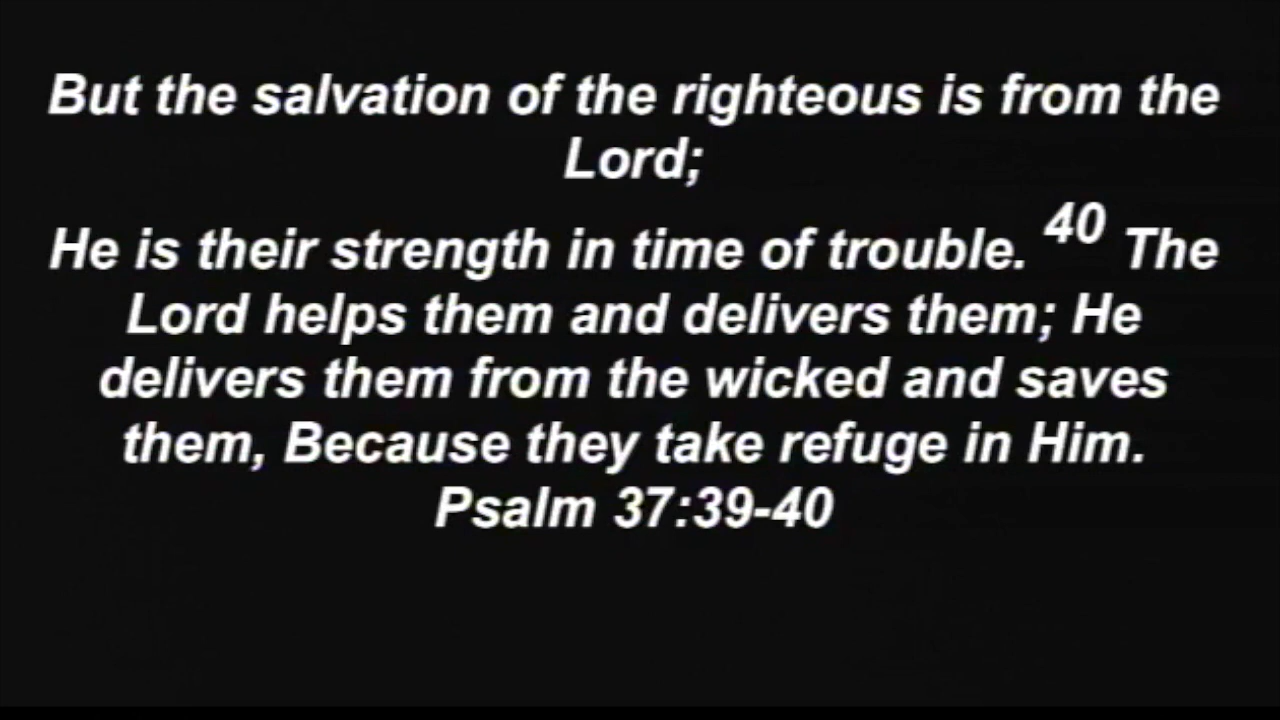 But the salvation of the righteous is from the
Lord;
He is their strength in time of trouble. 40 The
Lord helps them and delivers them; He
delivers them from the wicked and saves
them, Because they take refuge in Him.
Psalm 37:39-40